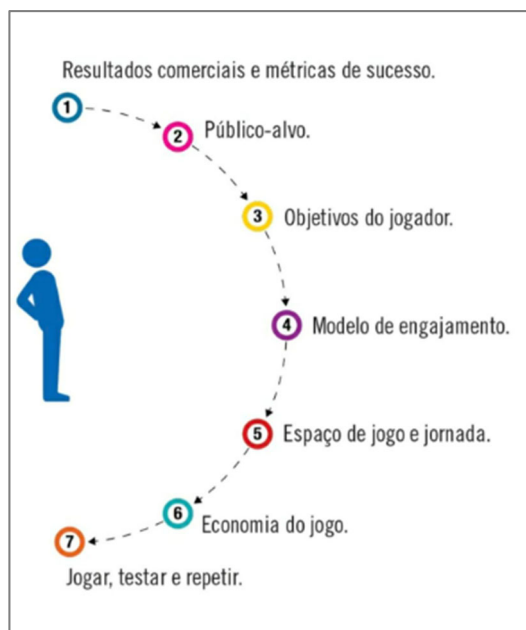 Resultados comerciais e métricas de sucesso.
1
2 Público-alvo.
3 Objetivos do jogador.
4 Modelo de engajamento.
5 Espaço de jogo e jornada.
6 Economia do jogo.
7
Jogar, testar e repetir.